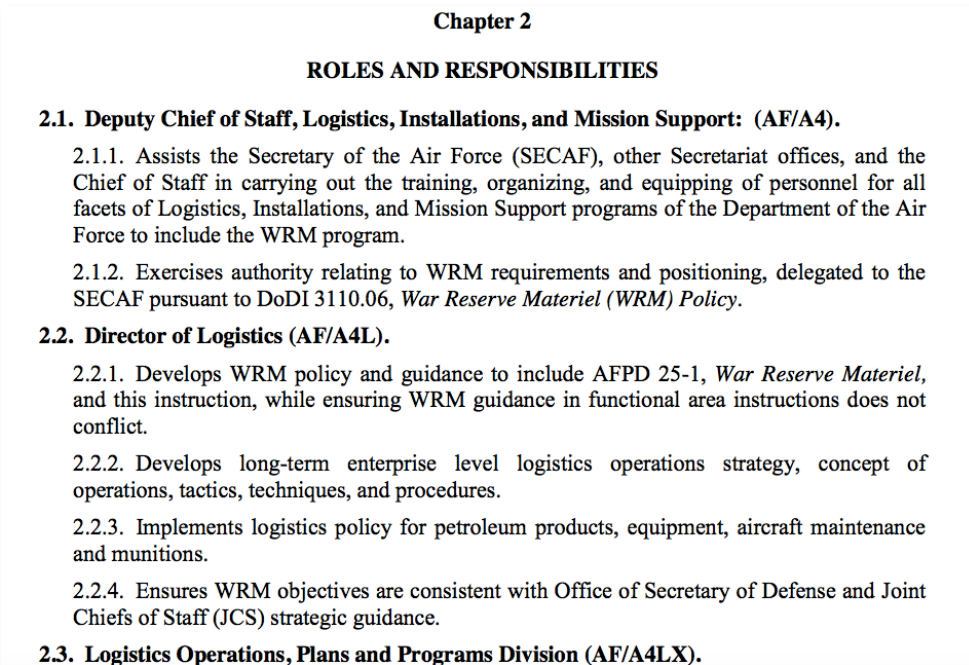 Chapter 2
ROLES AND RESPONSIBILITIES
2.1. Deputy Chief of Staff, Logistics, Installations, and Mission Support: (AF/A4).
2.1.1. Assists the Secretary of the Air Force (SECAF), other Secretariat offices, and the
Chief of Staff in carrying out the training, organizing, and equipping of personnel for all
facets of Logistics, Installations, and Mission Support programs of the Department of the Air
Force to include the WRM program.
2.1.2. Exercises authority relating to WRM requirements and positioning, delegated to the
SECAF pursuant to DoDI 3110.06, War Reserve Materiel (WRM) Policy.
2.2. Director of Logistics (AF/A4L).
2.2.1. Develops WRM policy and guidance to include AFPD 25-1, War Reserve Materiel,
and this instruction, while ensuring WRM guidance in functional area instructions does not
conflict.
2.2.2. Develops long-term enterprise level logistics operations strategy, concept of
operations, tactics, techniques, and procedures.
2.2.3. Implements logistics policy for petroleum products, equipment, aircraft maintenance
and munitions.
2.2.4. Ensures WRM objectives are consistent with Office of Secretary of Defense and Joint
Chiefs of Staff (JCS) strategic guidance.
2.3. Logistics Operations, Plans and Programs Division (AF/A4LX).